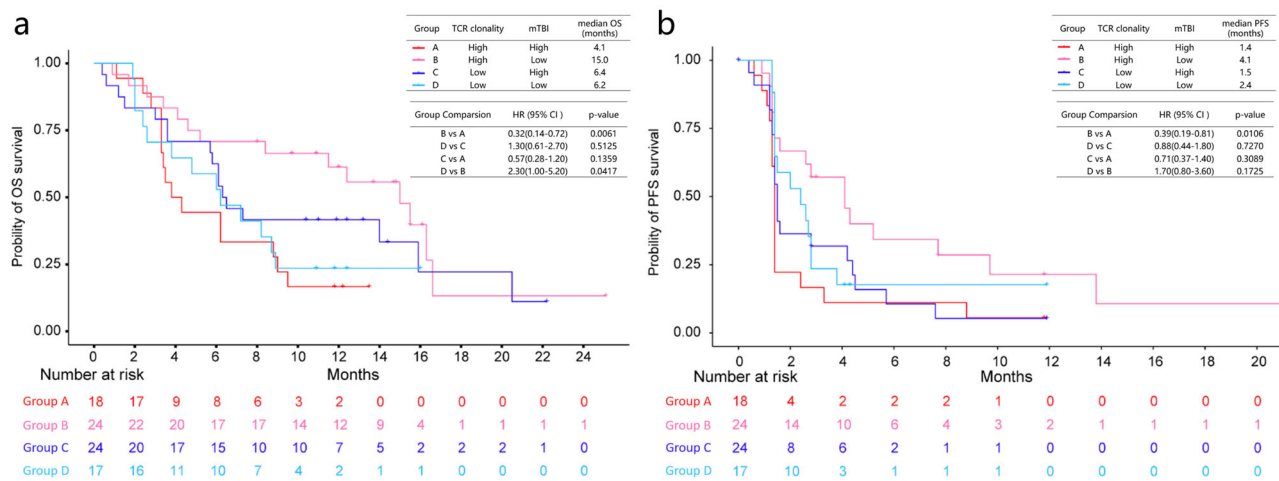 a
Group TCR clonality mTBI median OS
(months)
A High High 4.1
B High Low 15.0
C Low High 6.4
D Low Low 6.2
Group Comparsion HR (95% CI ) p-value
B vs A 0.32(0.14-0.72) 0.0061
D vs C 1.30(0.61-2.70) 0.5125
C vs A 0.57(0.28-1.20) 0.1359
D vs B 2.30(1.00-5.20) 0.0417
Probility of OS survival
1.00
0.75
0.50
0.25
0.00
0 2 4 6 8 10 12 14 16 18 20 22 24
Number at risk Months
Group A 18 17 9 8 6 3 2 0 0 0 0 0 0
Group B 24 22 20 17 17 14 12 9 4 1 1 1 1
Group C 24 20 17 15 10 10 7 5 2 2 2 1 0
Group D 17 16 11 10 7 4 2 1 1 0 0 0 0
b
Group TCR clonality mTBI median PFS
(months)
A High High 1.4
B High Low 4.1
C Low High 1.5
D Low Low 2.4
Group Comparsion HR (95% CI ) p-value
B vs A 0.39(0.19-0.81) 0.0106
D vs C 0.88(0.44-1.80) 0.7270
C vs A 0.71(0.37-1.40) 0.3089
D vs B 1.70(0.80-3.60) 0.1725
Probility of PFS survival
1.00
0.75
0.50
0.25
0.00
0 2 4 6 8 10 12 14 16 18 20
Number at risk Months
Group A 18 4 2 2 2 1 0 0 0 0 0
Group B 24 14 10 6 4 3 2 1 1 1 1
Group C 24 8 6 2 1 1 0 0 0 0 0
Group D 17 10 3 1 1 1 0 0 0 0 0